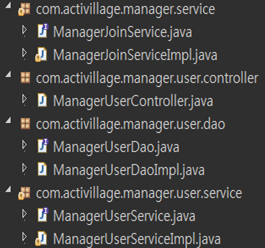 com.activillage.manager.service
ManagerJoinService.java
ManagerJoinServiceImpl.java
com.activillage.manager.user.controller
ManagerUserController.java
com.activillage.manager.user.dao
ManagerUserDao.java
ManagerUserDaoImpl.java
com.activillage.manager.user.service
ManagerUserService.java
ManagerUserServiceImpl.java